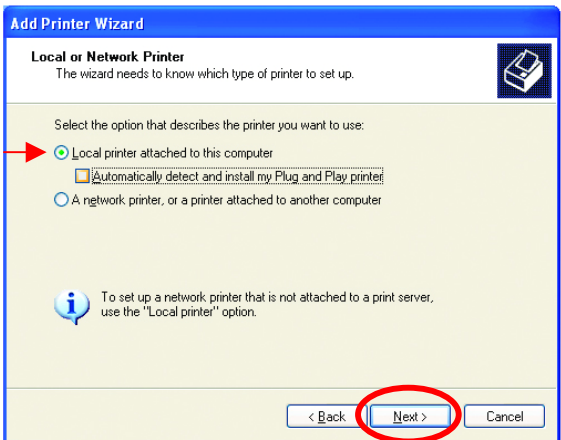 Add Printer Wizard
Local or Network Printer
The wizard needs to know which type of printer to set up.
Select the option that describes the printer you want to use:
Local printer attached to this computer
Automatically detect and install my Plug and Play printer
A network printer, or a printer attached to another computer
To set up a network printer that is not attached to a print server,
use the "Local printer" option.
< Back Next > Cancel